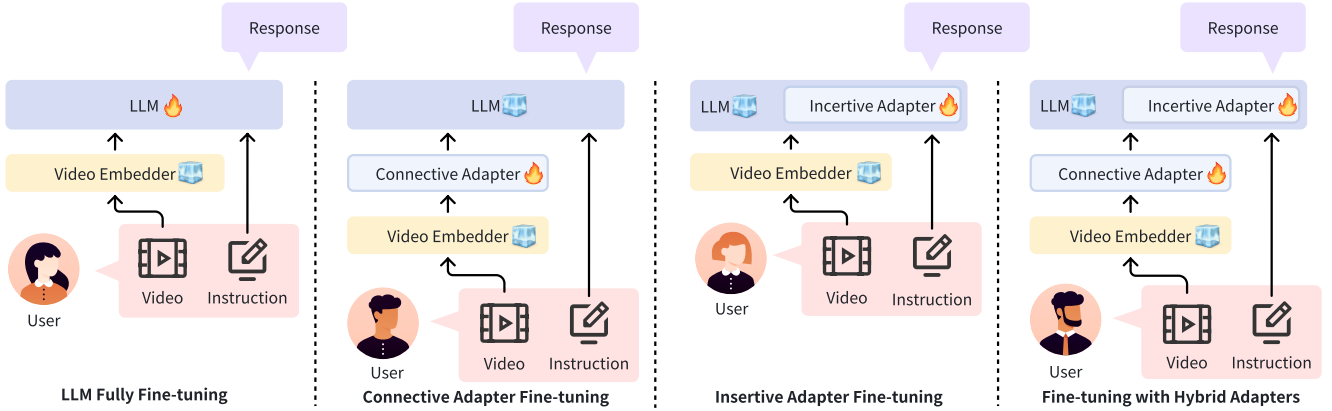 Response
LLM
Video Embedder
Video
Instruction
User
LLM Fully Fine-tuning
Response
LLM
Connective Adapter
Video Embedder
Video
Instruction
User
Connective Adapter Fine-tuning
Response
LLM
Incertive Adapter
Video Embedder
Video
Instruction
User
Insertive Adapter Fine-tuning
Response
LLM
Incertive Adapter
Connective Adapter
Video Embedder
Video
Instruction
User
Fine-tuning with Hybrid Adapters